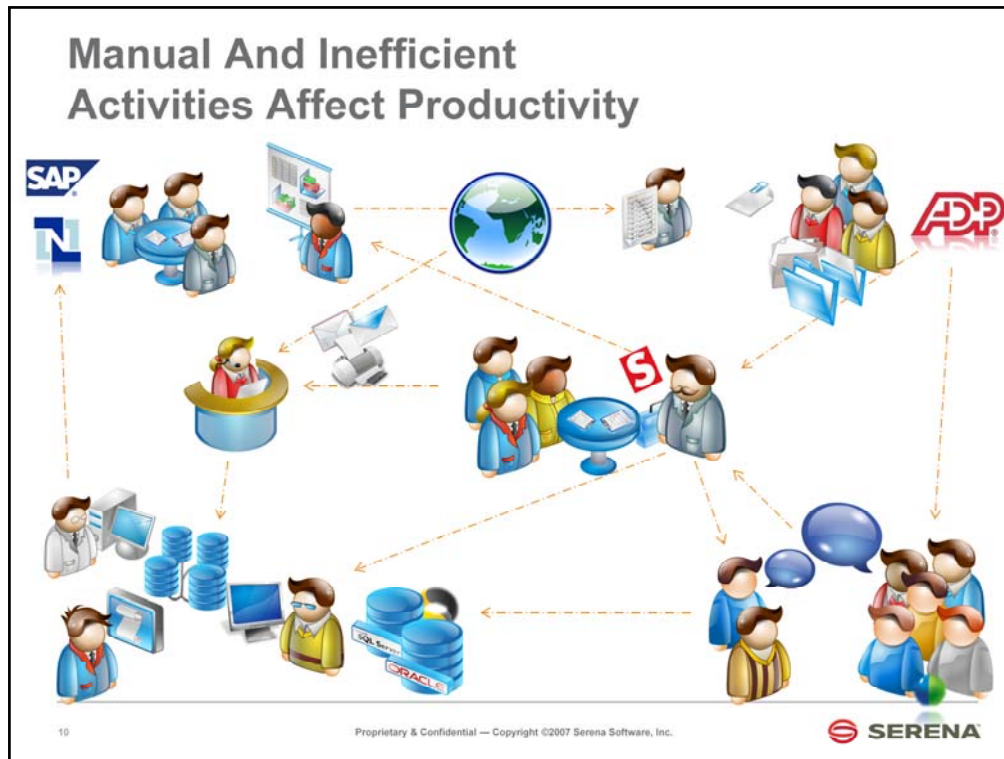 Manual And Inefficient
Activities Affect Productivity
SAP
N
ADP
S
SQL Server
ORACLE
10
Proprietary & Confidential — Copyright ©2007 Serena Software, Inc.
SERENA